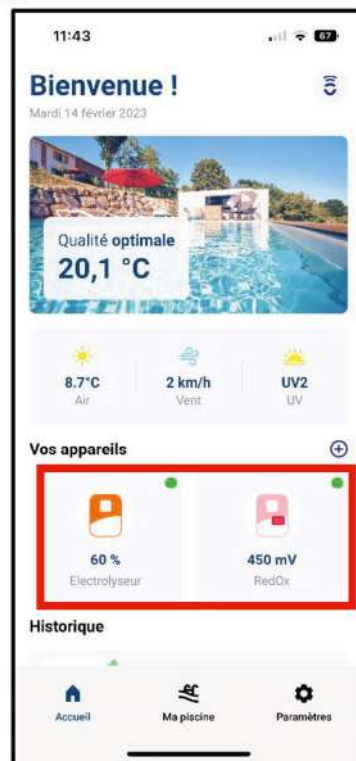 11:43
67
Bienvenue !
Mardi 14 février 2023
Qualité optimale
20,1 °C
8.7°C 2 km/h UV2
Air Vent UV
Vos appareils
60 % 450 mV
Electrolyseur RedOx
Historique
Accueil Ma piscine Paramètres